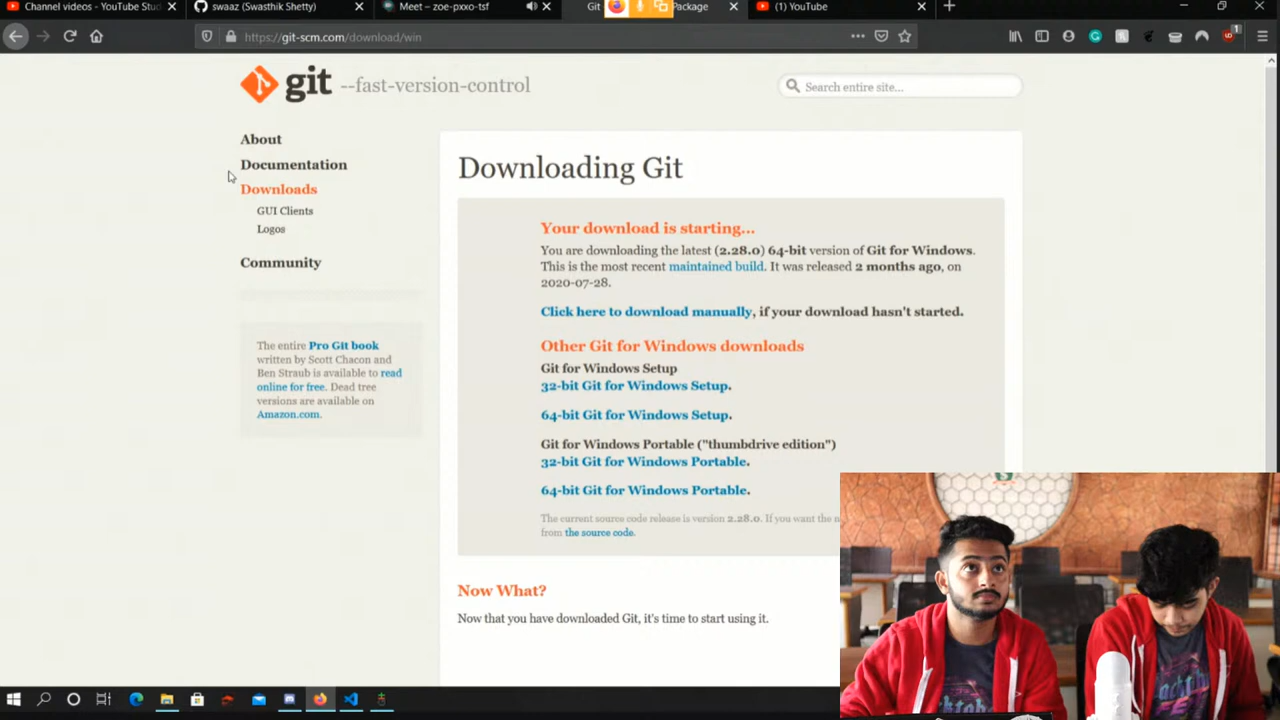 Channel videos - YouTube Stud
swaaz (Swasthik Shetty)
Meet – zoe-pxxo-tsf
Git
Package
(1) YouTube
https://git-scm.com/download/win
git --fast-version-control
Search entire site...
About
Documentation
Downloads
GUI Clients
Logos
Community
The entire Pro Git book
written by Scott Chacon and
Ben Straub is available to read
online for free. Dead tree
versions are available on
Amazon.com.
Downloading Git
Your download is starting...
You are downloading the latest (2.28.0) 64-bit version of Git for Windows.
This is the most recent maintained build. It was released 2 months ago, on
2020-07-28.
Click here to download manually, if your download hasn't started.
Other Git for Windows downloads
Git for Windows Setup
32-bit Git for Windows Setup.
64-bit Git for Windows Setup.
Git for Windows Portable ("thumbdrive edition")
32-bit Git for Windows Portable.
64-bit Git for Windows Portable.
The current source code release is version 2.28.0. If you want the n
from the source code.
Now What?
Now that you have downloaded Git, it's time to start using it.